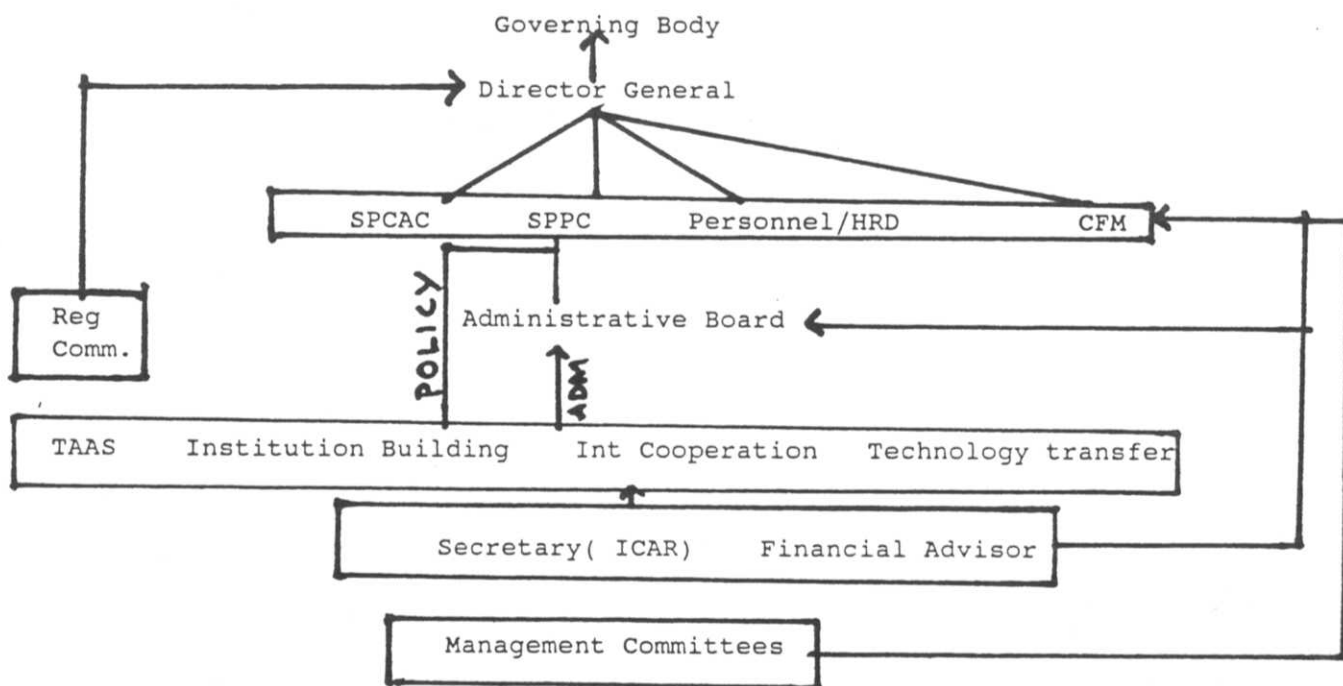 Governing Body
Director General
SPCAC SPPC Personnel/HRD CFM
Reg
Comm.
POLICY
Administrative Board
ADM
TAAS Institution Building Int Cooperation Technology transfer
Secretary( ICAR) Financial Advisor
Management Committees